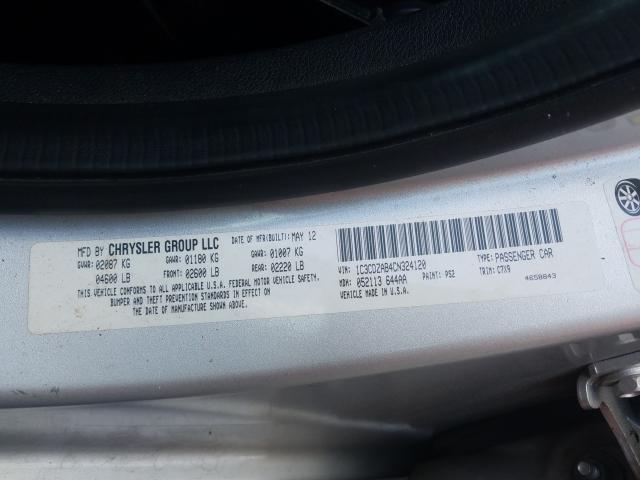 MFD BY CHRYSLER GROUP LLC DATE OF MFR(BUILT): MAY 12
GVWR: 02087 KG GAWR: 01180 KG GAWR: 01007 KG
04600 LB FRONT: 02600 LB REAR: 02220 LB
THIS VEHICLE CONFORMS TO ALL APPLICABLE U.S.A. FEDERAL MOTOR VEHICLE SAFETY,
BUMPER AND THEFT PREVENTION STANDARDS IN EFFECT ON
THE DATE OF MANUFACTURE SHOWN ABOVE.
VIN: 1C3CDZAB4CN324120 TYPE: PASSENGER CAR
MDH: 052113 644AA PAINT: PS2 TRIM: C7X9
VEHICLE MADE IN U.S.A. 4658843